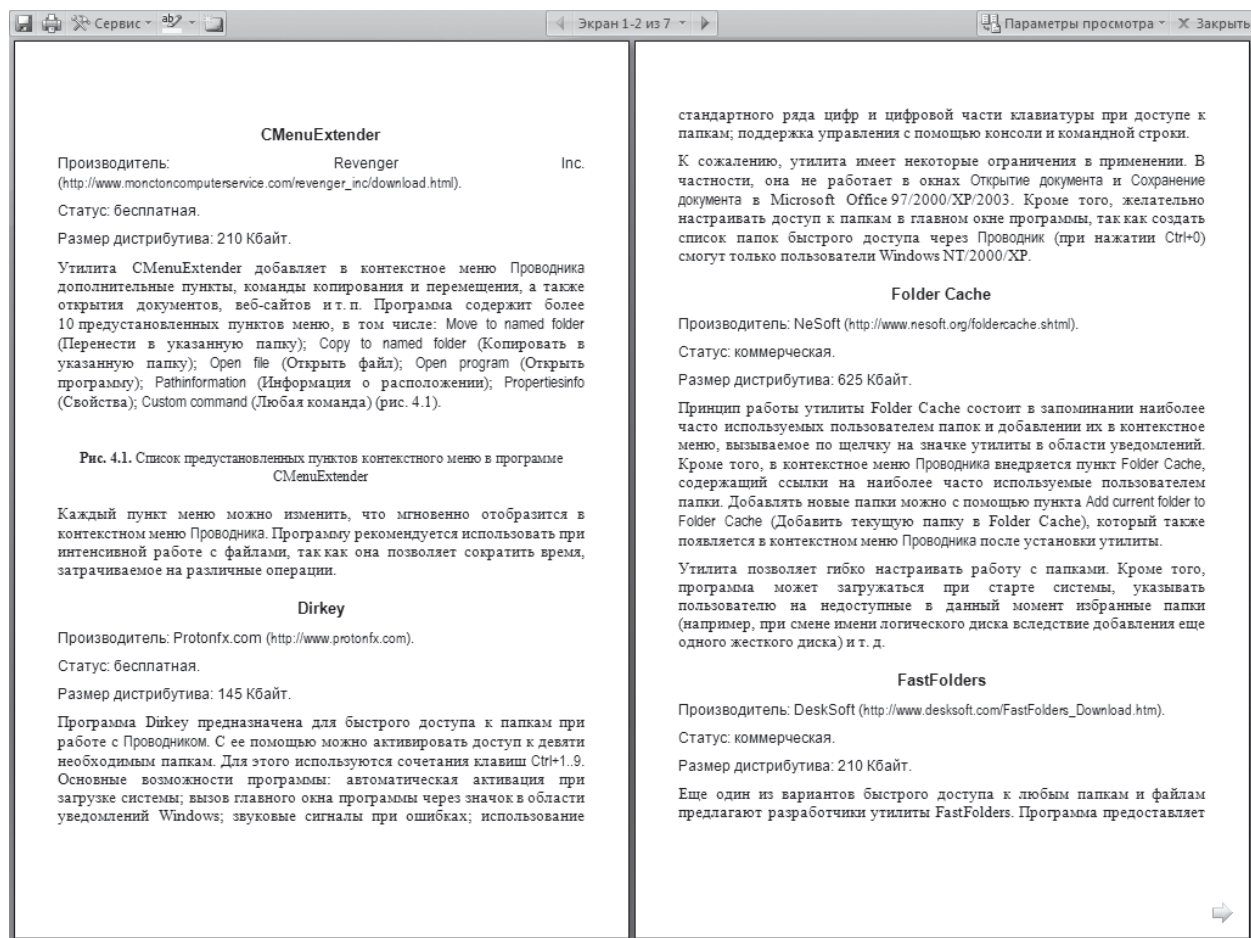 Сервис
Экран 1-2 из 7
Параметры просмотра
Закрыть
CMenuExtender
Производитель: Revenger Inc.
(http://www.monctoncomputerservice.com/revenger_inc/download.html).
Статус: бесплатная.
Размер дистрибутива: 210 Кбайт.
Утилита CMenuExtender добавляет в контекстное меню Проводника
дополнительные пункты, команды копирования и перемещения, а также
открытия документов, веб-сайтов и т. п. Программа содержит более
10 предустановленных пунктов меню, в том числе: Move to named folder
(Перенести в указанную папку); Copy to named folder (Копировать в
указанную папку); Open file (Открыть файл); Open program (Открыть
программу); Pathinformation (Информация о расположении); Propertiesinfo
(Свойства); Custom command (Любая команда) (рис. 4.1).
Рис. 4.1. Список предустановленных пунктов контекстного меню в программе
CMenuExtender
Каждый пункт меню можно изменить, что мгновенно отобразится в
контекстном меню Проводника. Программу рекомендуется использовать при
интенсивной работе с файлами, так как она позволяет сократить время,
затрачиваемое на различные операции.
Dirkey
Производитель: Protonfx.com (http://www.protonfx.com).
Статус: бесплатная.
Размер дистрибутива: 145 Кбайт.
Программа Dirkey предназначена для быстрого доступа к папкам при
работе с Проводником. С ее помощью можно активировать доступ к девяти
необходимым папкам. Для этого используются сочетания клавиш Ctrl+1..9.
Основные возможности программы: автоматическая активация при
загрузке системы; вызов главного окна программы через значок в области
уведомлений Windows; звуковые сигналы при ошибках; использование
стандартного ряда цифр и цифровой части клавиатуры при доступе к
папкам; поддержка управления с помощью консоли и командной строки.
К сожалению, утилита имеет некоторые ограничения в применении. В
частности, она не работает в окнах Открытие документа и Сохранение
документа в Microsoft Office 97/2000/XP/2003. Кроме того, желательно
настраивать доступ к папкам в главном окне программы, так как создать
список папок быстрого доступа через Проводник (при нажатии Ctrl+0)
смогут только пользователи Windows NT/2000/XP.
Folder Cache
Производитель: NeSoft (http://www.nesoft.org/foldercache.shtml).
Статус: коммерческая.
Размер дистрибутива: 625 Кбайт.
Принцип работы утилиты Folder Cache состоит в запоминании наиболее
часто используемых пользователем папок и добавлении их в контекстное
меню, вызываемое по щелчку на значке утилиты в области уведомлений.
Кроме того, в контекстное меню Проводника внедряется пункт Folder Cache,
содержащий ссылки на наиболее часто используемые пользователем
папки. Добавлять новые папки можно с помощью пункта Add current folder to
Folder Cache (Добавить текущую папку в Folder Cache), который также
появляется в контекстном меню Проводника после установки утилиты.
Утилита позволяет гибко настраивать работу с папками. Кроме того,
программа может загружаться при старте системы, указывать
пользователю на недоступные в данный момент избранные папки
(например, при смене имени логического диска вследствие добавления еще
одного жесткого диска) и т. д.
FastFolders
Производитель: DeskSoft (http://www.desksoft.com/FastFolders_Download.htm).
Статус: коммерческая.
Размер дистрибутива: 210 Кбайт.
Еще один из вариантов быстрого доступа к любым папкам и файлам
предлагают разработчики утилиты FastFolders. Программа предоставляет